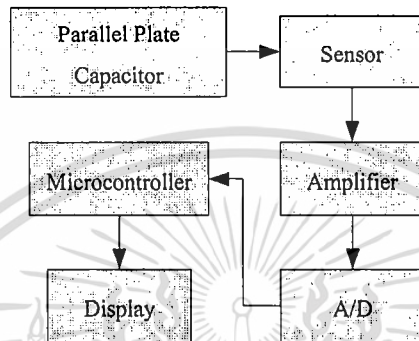 Parallel Plate
Capacitor
Sensor
Microcontroller
Amplifier
Display
A/D